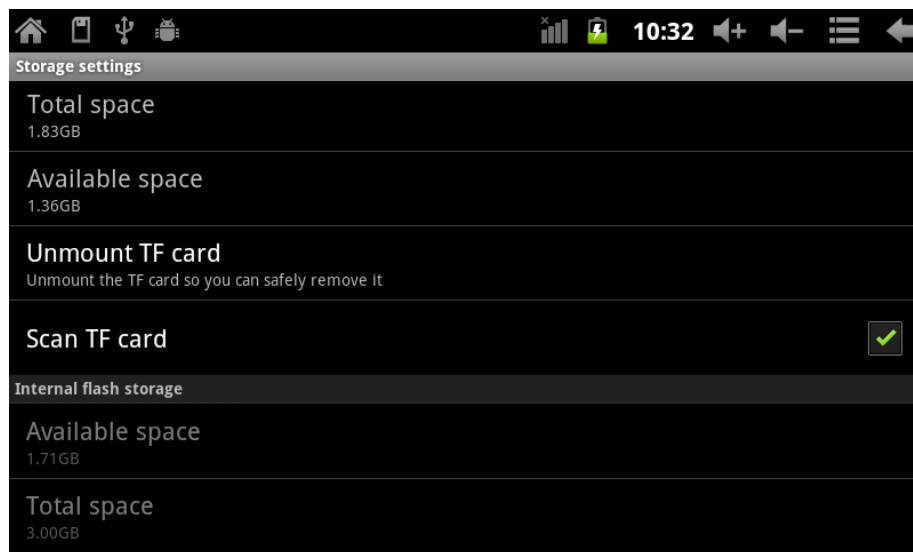 10:32
Storage settings
Total space
1.83GB
Available space
1.36GB
Unmount TF card
Unmount the TF card so you can safely remove it
Scan TF card
Internal flash storage
Available space
1.71GB
Total space
3.00GB